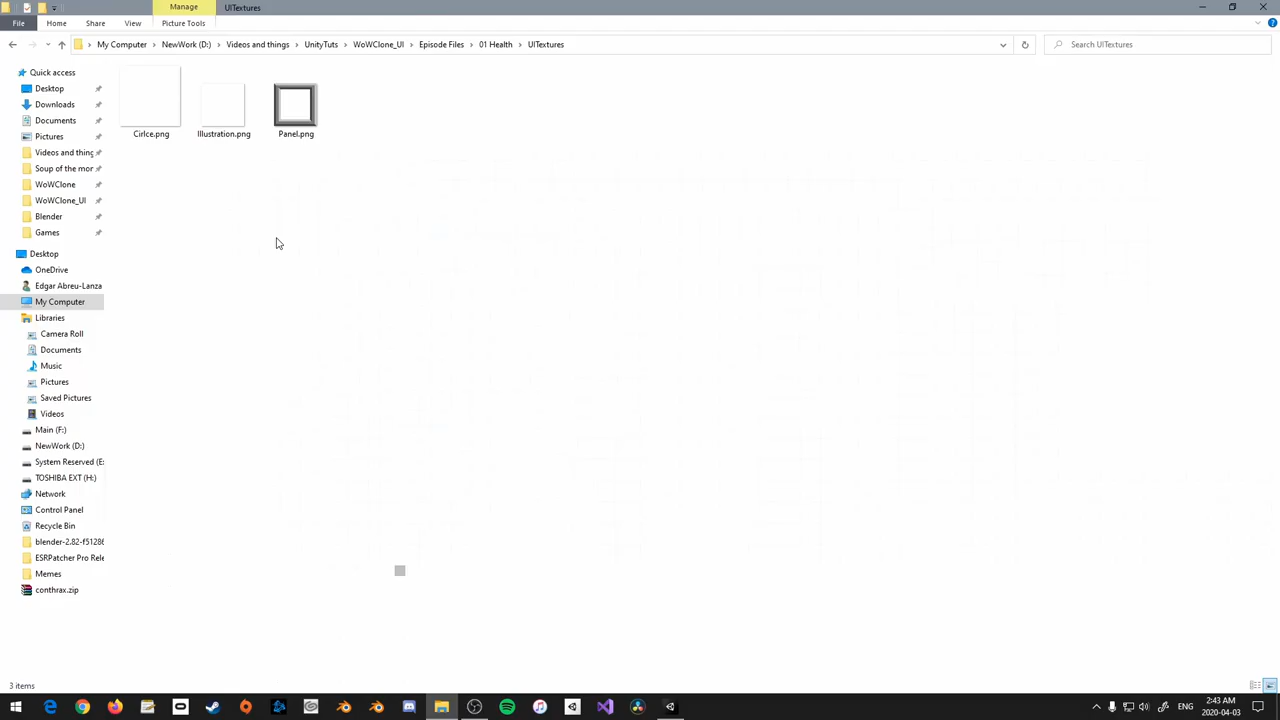 Manage
UITextures
File
Home
Share
View
Picture Tools
My Computer
NewWork (D:)
Videos and things
UnityTuts
WoWClone_UI
Episode Files
01 Health
UITextures
Search UITextures
Quick access
Desktop
Downloads
Documents
Pictures
Videos and thing
Soup of the mor
WoWClone
WoWClone_UI
Blender
Games
Desktop
OneDrive
Edgar Abreu-Lanza
My Computer
Libraries
Camera Roll
Documents
Music
Pictures
Saved Pictures
Videos
Main (F:)
NewWork (D:)
System Reserved (E:
TOSHIBA EXT (H:)
Network
Control Panel
Recycle Bin
blender-2.82-f51286
ESRPatcher Pro Rele
Memes
conthrax.zip
Cirlce.png
Illustration.png
Panel.png
3 items
ENG
2:43 AM
2020-04-03